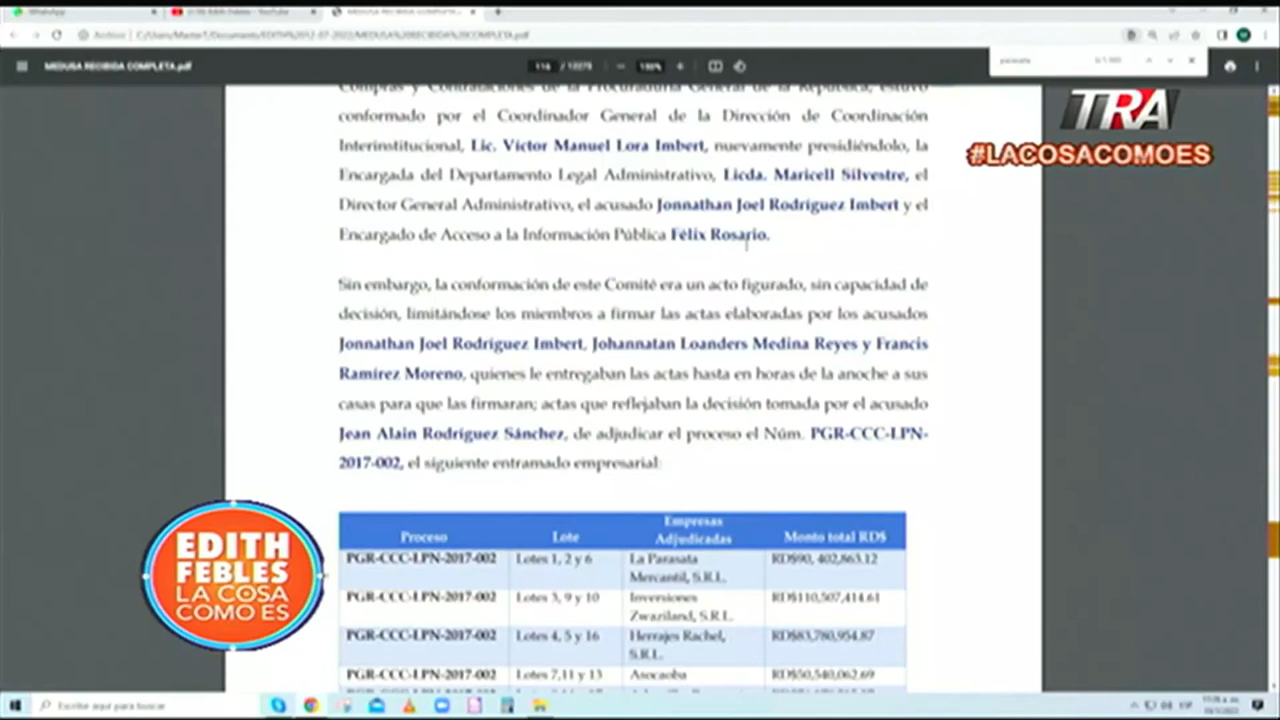 WhatsApp
YouTube
MEDUSA RECIBIDA COMPLETA.pdf
116
100%
TRA
#LACOSACOMOES
Compras y Contrataciones de la Procuraduría General de la República, estuvo
conformado por el Coordinador General de la Dirección de Coordinación
Interinstitucional, Lic. Víctor Manuel Lora Imbert, nuevamente presidiéndolo, la
Encargada del Departamento Legal Administrativo, Licda. Maricell Silvestre, el
Director General Administrativo, el acusado Jonnathan Joel Rodríguez Imbert y el
Encargado de Acceso a la Información Pública Félix Rosario.
Sin embargo, la conformación de este Comité era un acto figurado, sin capacidad de
decisión, limitándose los miembros a firmar las actas elaboradas por los acusados
Jonnathan Joel Rodríguez Imbert, Johannatan Loanders Medina Reyes y Francis
Ramírez Moreno, quienes le entregaban las actas hasta en horas de la anoche a sus
casas para que las firmaran; actas que reflejaban la decisión tomada por el acusado
Jean Alain Rodríguez Sánchez, de adjudicar el proceso el Núm. PGR-CCC-LPN-
2017-002, el siguiente entramado empresarial:
Proceso Lote Empresas Adjudicadas Monto total RD$
PGR-CCC-LPN-2017-002 Lotes 1, 2 y 6 La Parasata Mercantil, S.R.L. RD$90, 402,863.12
PGR-CCC-LPN-2017-002 Lotes 3, 9 y 10 Inversiones Zwaziland, S.R.L. RD$110,507,414.61
PGR-CCC-LPN-2017-002 Lotes 4, 5 y 16 Herrajes Rachel, S.R.L. RD$83,780,954.87
PGR-CCC-LPN-2017-002 Lotes 7,11 y 13 Asocaoba RD$50,540,062.69
EDITH
FEBLES
LA COSA
COMO ES
Escribe aquí para buscar